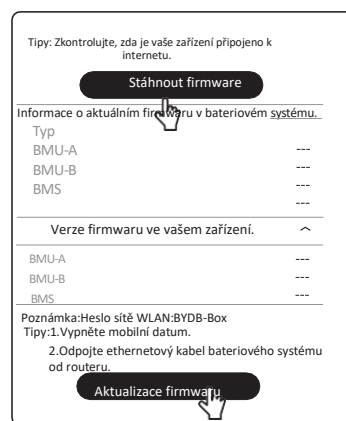 Tipy: Zkontrolujte, zda je vaše zařízení připojeno k
internetu.
Stáhnout firmware
Informace o aktuálním firmwaru v bateriovém systému.
Typ
BMU-A ---
BMU-B ---
BMS ---
---
Verze firmwaru ve vašem zařízení.
BMU-A ---
BMU-B ---
BMS ---
Poznámka:Heslo sítě WLAN:BYDB-Box
Tipy:1.Vypněte mobilní datum.
2.Odpojte ethernetový kabel bateriového systému
od routeru.
Aktualizace firmwaru